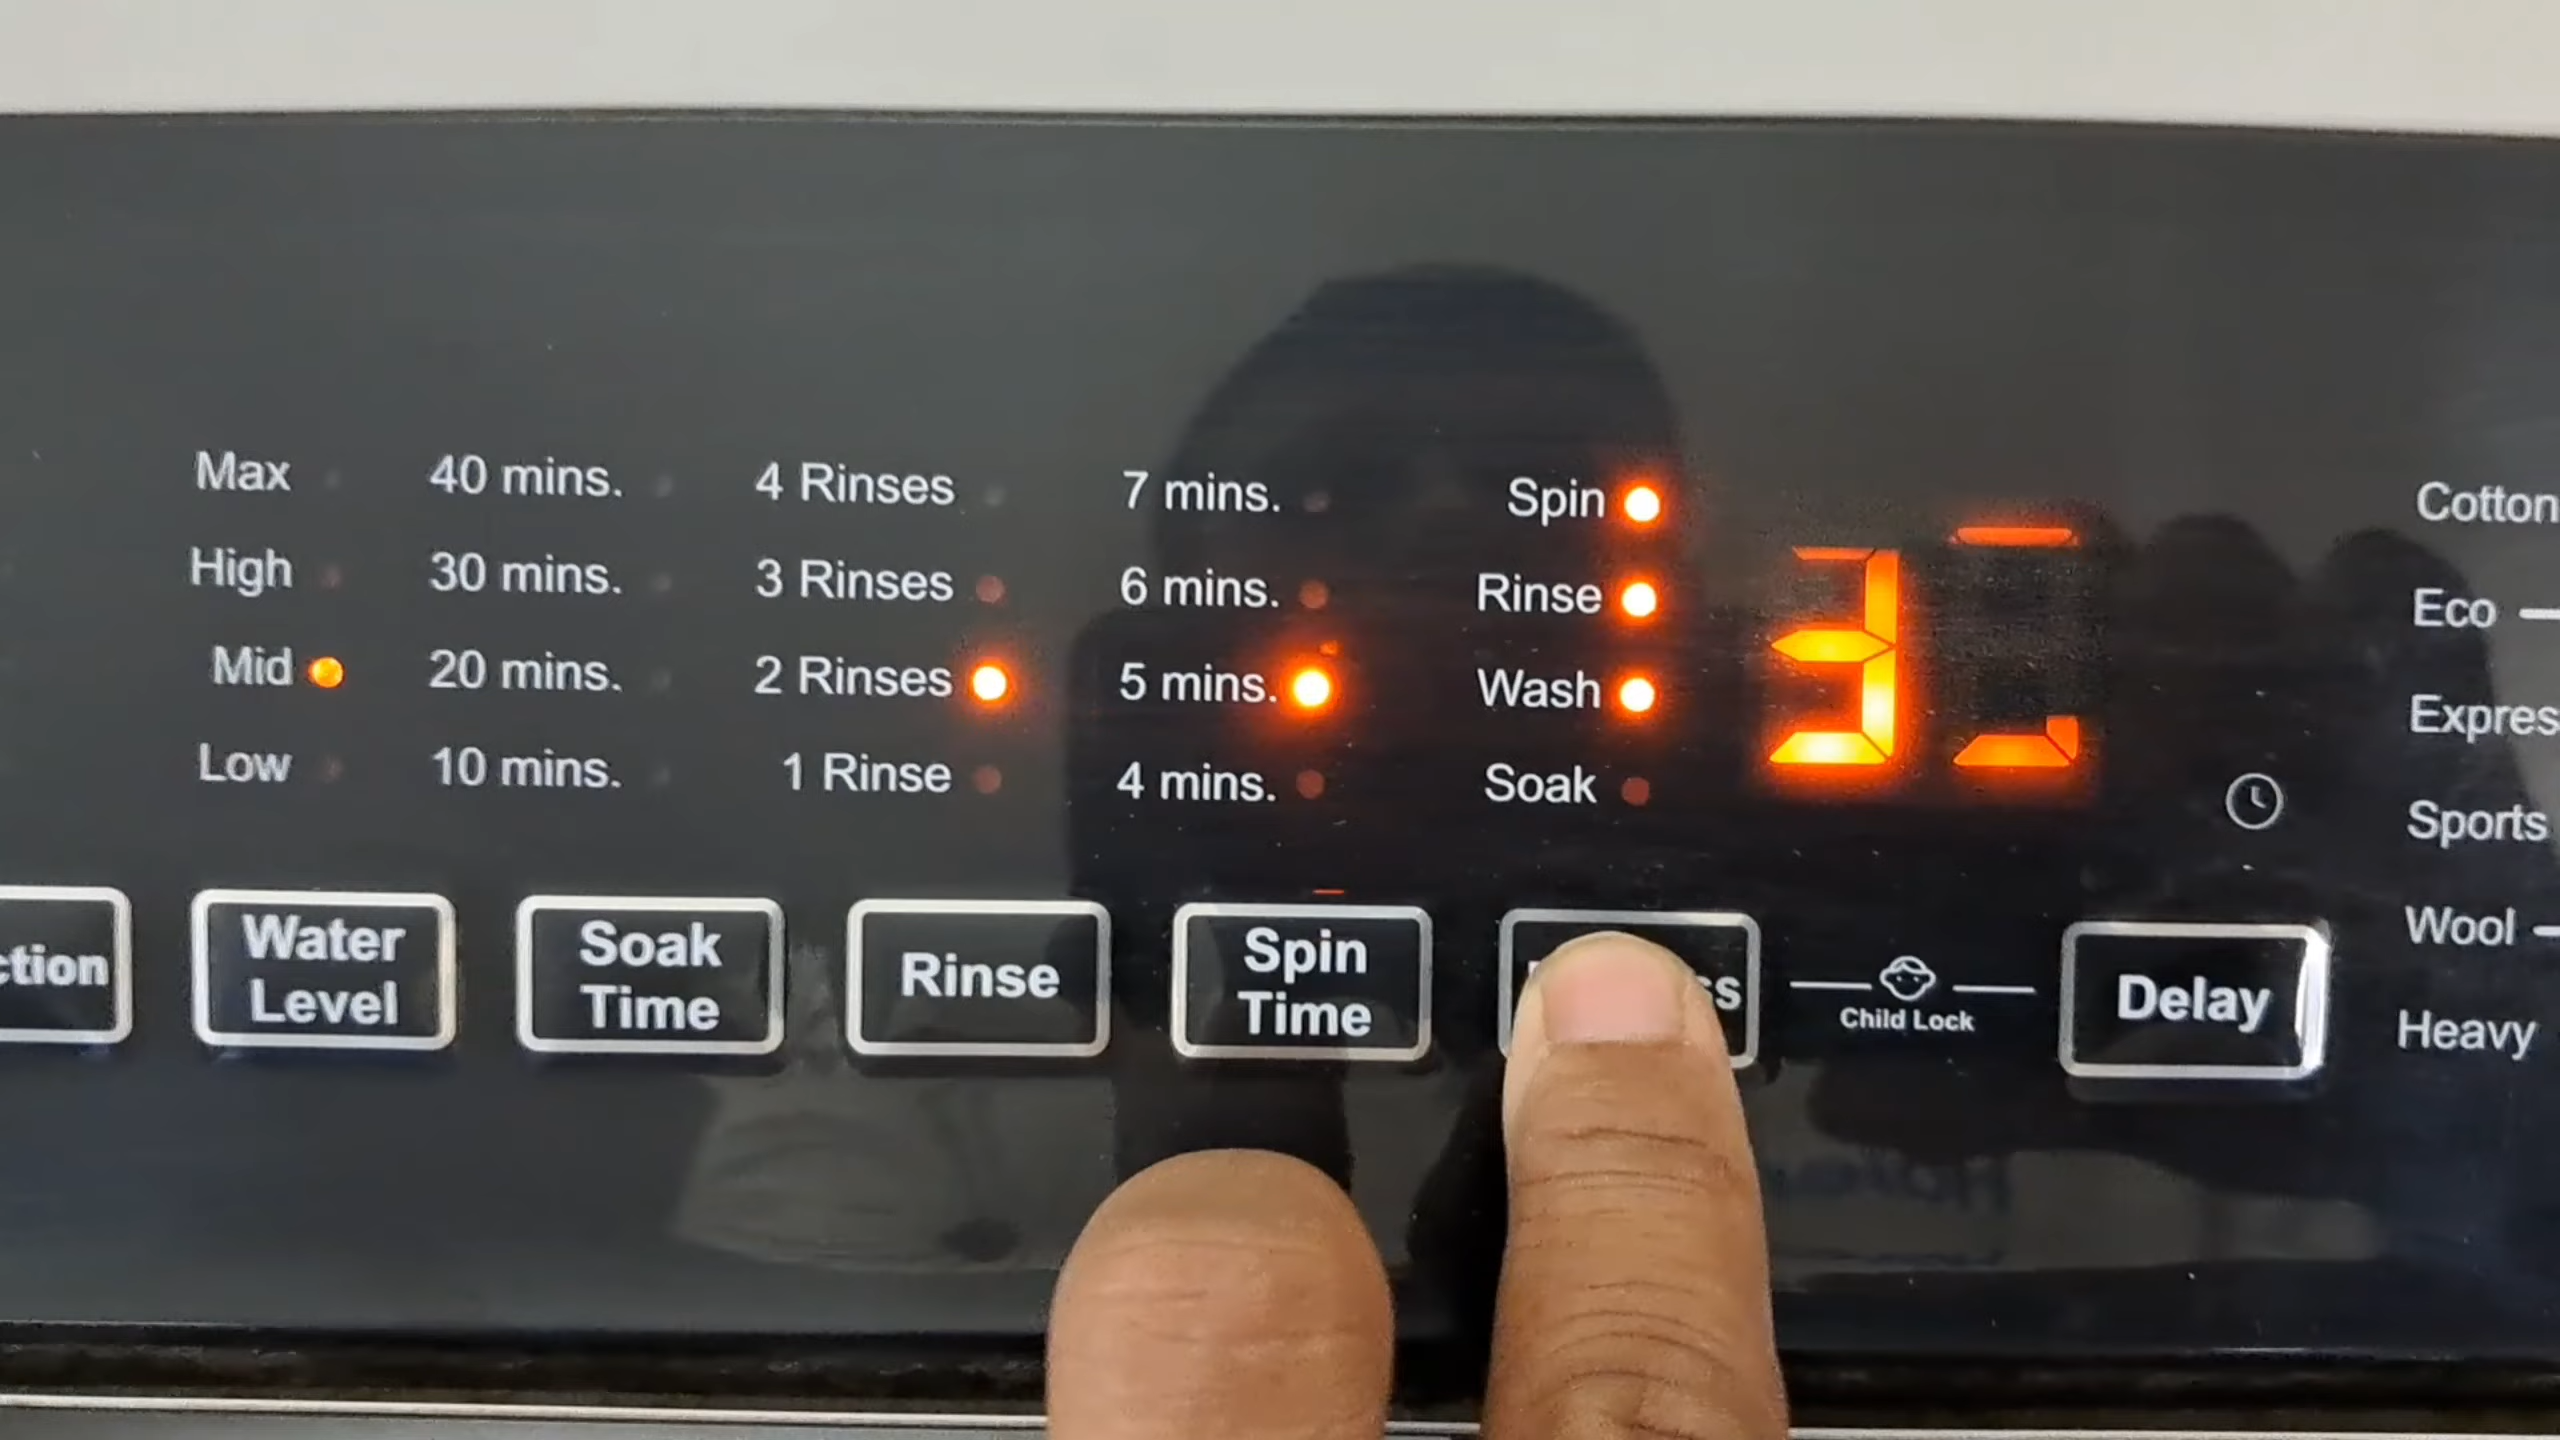 Max 40 mins. 4 Rinses 7 mins. Spin Cotton
High 30 mins. 3 Rinses 6 mins. Rinse Eco
Mid 20 mins. 2 Rinses 5 mins. Wash Expres
Low 10 mins. 1 Rinse 4 mins. Soak Sports
Wool
Heavy
ction
Water
Level
Soak
Time
Rinse
Spin
Time
Child Lock
Delay